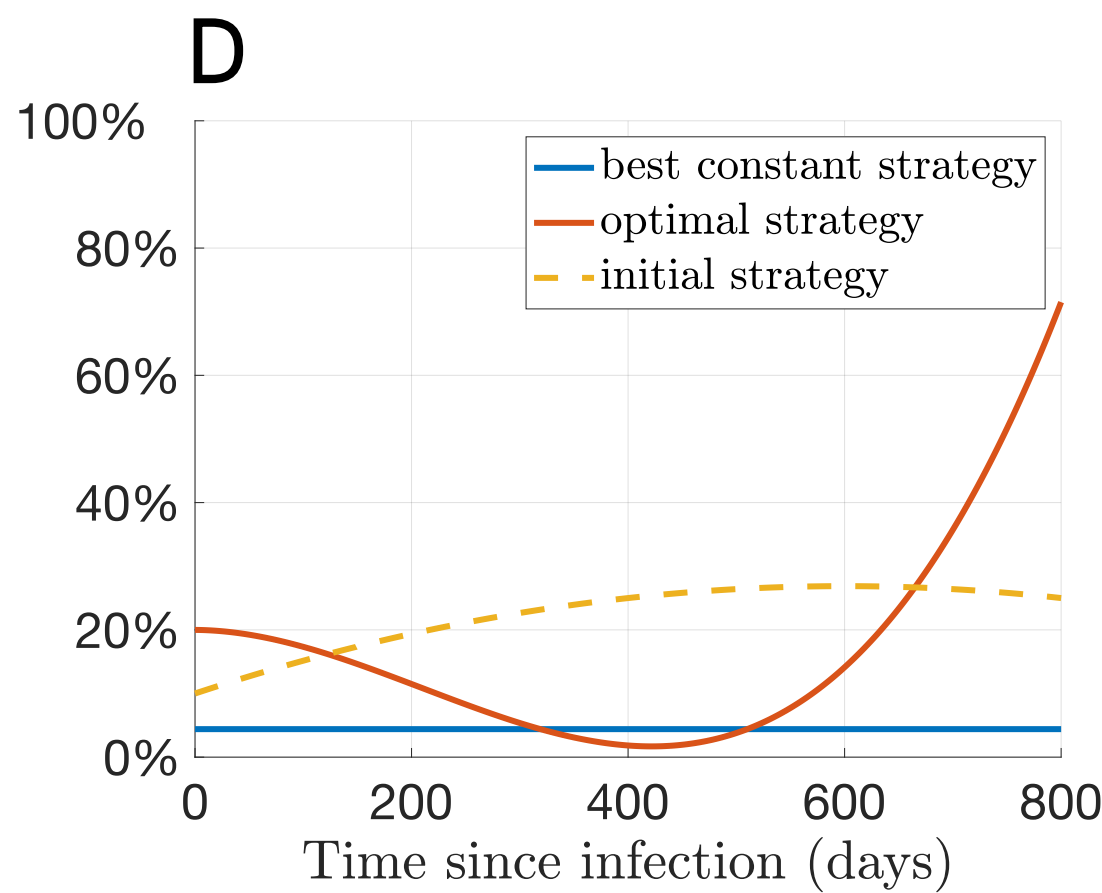 D
100%
80%
60%
40%
20%
0%
best constant strategy
optimal strategy
initial strategy
0 200 400 600 800
Time since infection (days)